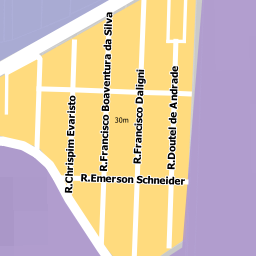 R.Chrispim Evaristo
R.Francisco Boaventura da Silva
30m
R.Francisco Daligni
R.Doutel de Andrade
R.Emerson Schneider